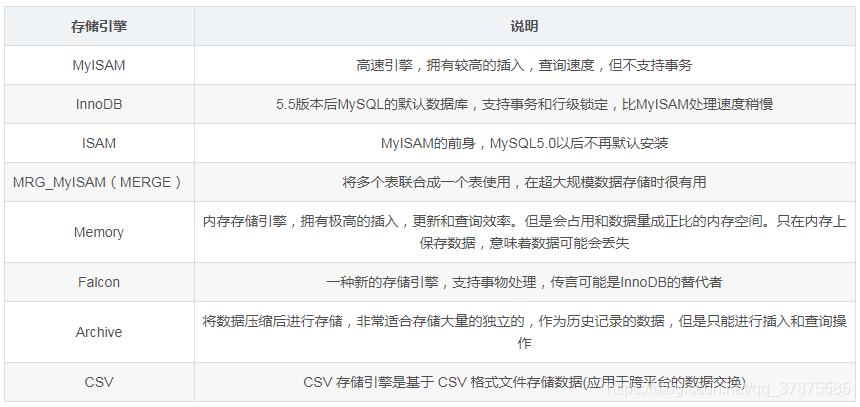 存储引擎 说明
MyISAM 高速引擎，拥有较高的插入，查询速度，但不支持事务
InnoDB 5.5版本后MySQL的默认数据库，支持事务和行级锁定，比MyISAM处理速度稍慢
ISAM MyISAM的前身，MySQL5.0以后不再默认安装
MRG_MyISAM（MERGE） 将多个表联合成一个表使用，在超大规模数据存储时很有用
Memory 内存存储引擎，拥有极高的插入，更新和查询效率。但是会占用和数据量成正比的内存空间。只在内存上
保存数据，意味着数据可能会丢失
Falcon 一种新的存储引擎，支持事物处理，传言可能是InnoDB的替代者
Archive 将数据压缩后进行存储，非常适合存储大量的独立的，作为历史记录的数据，但是只能进行插入和查询操
作
CSV CSV 存储引擎是基于 CSV 格式文件存储数据(应用于跨平台的数据交换)
https://blog.csdn.net/qq_37875585